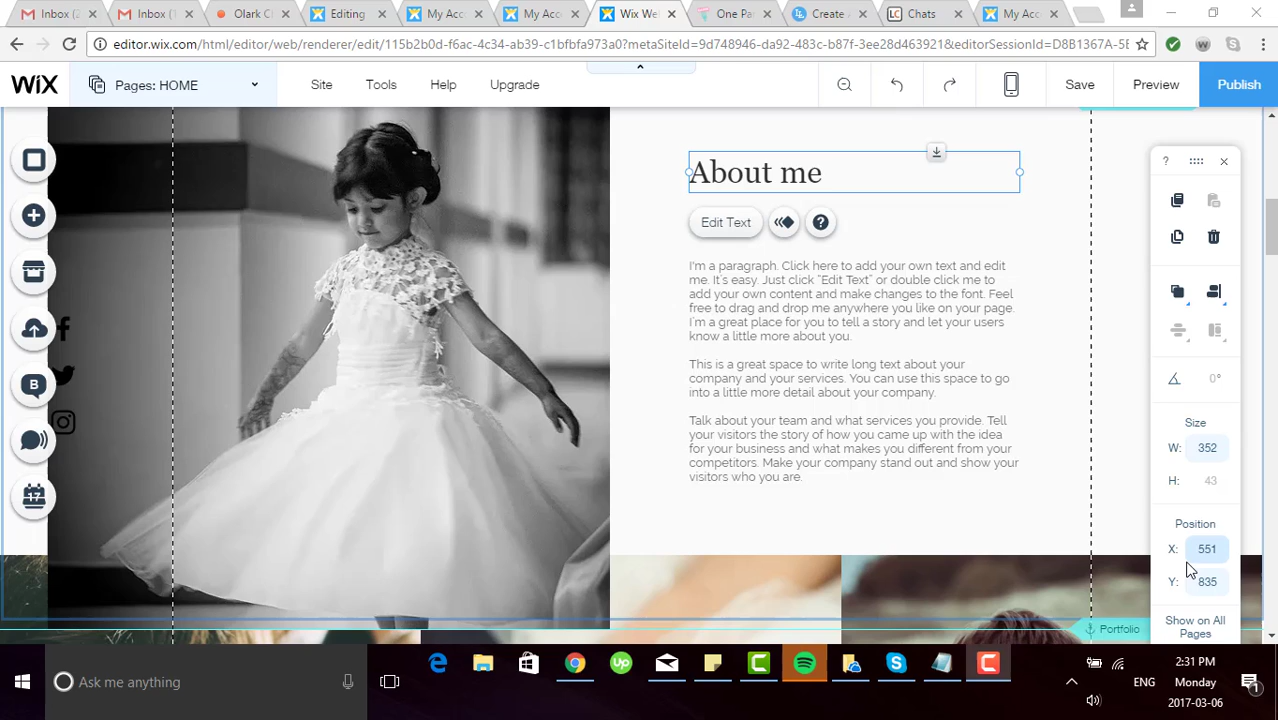 Inbox (2
Inbox (1
Olark Cl
Editing
My Acc
My Acc
Wix We
One Pa
Create
Chats
My Acc
editor.wix.com/html/editor/web/renderer/edit/115b2b0d-f6ac-4c34-ab39-c1bfbfa973a0?metaSiteId=9d748946-da92-483c-b87f-3ee28d463921&editorSessionId=D8B1367A-5E
WiX
Pages: HOME
Site
Tools
Help
Upgrade
Save
Preview
Publish
About me
Edit Text
I'm a paragraph. Click here to add your own text and edit
me. It's easy. Just click “Edit Text” or double click me to
add your own content and make changes to the font. Feel
free to drag and drop me anywhere you like on your page.
I'm a great place for you to tell a story and let your users
know a little more about you.
This is a great space to write long text about your
company and your services. You can use this space to go
into a little more detail about your company.
Talk about your team and what services you provide. Tell
your visitors the story of how you came up with the idea
for your business and what makes you different from your
competitors. Make your company stand out and show your
visitors who you are.
0°
Size
W: 352
H: 43
Position
X: 551
Y: 835
Show on All
Pages
Portfolio
Ask me anything
ENG
2:31 PM
Monday
2017-03-06